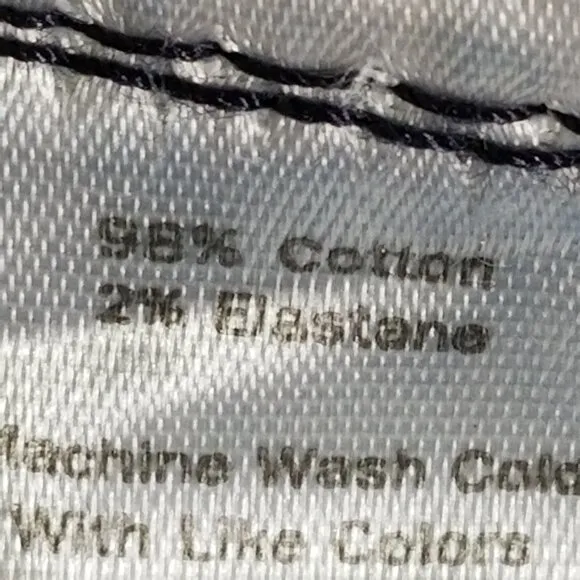 98% Cotton
2% Elastane
Machine Wash Cold
With Like Colors